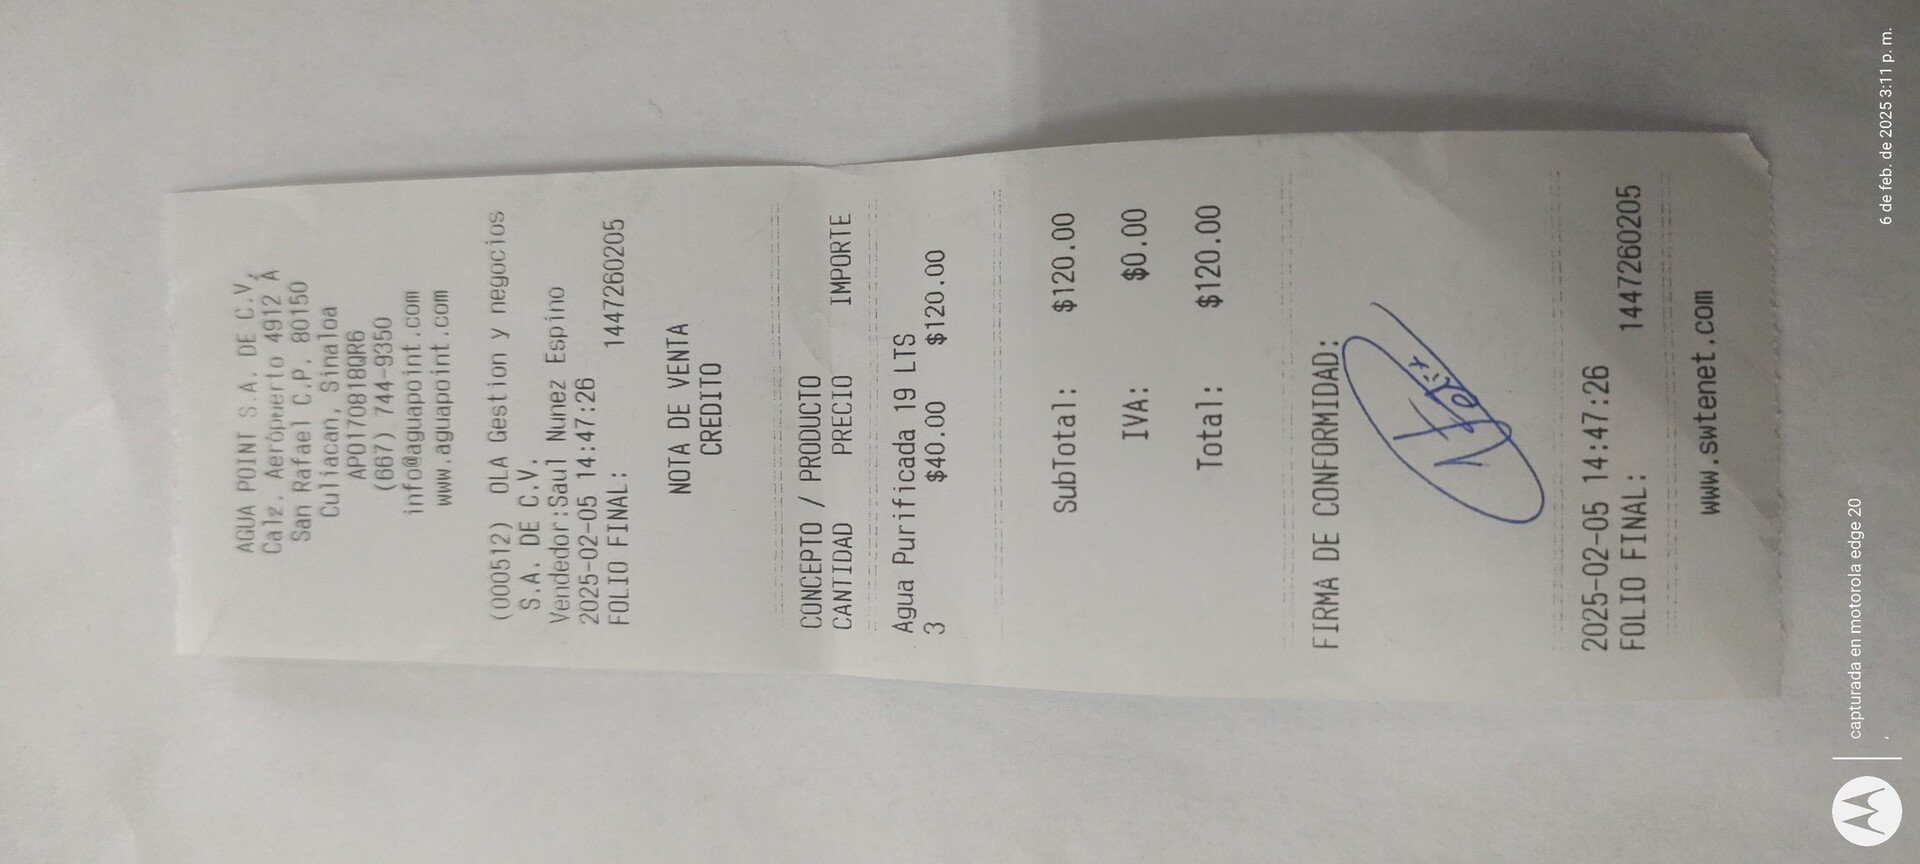 AGUA POINT S.A. DE C.V.
Calz. Aeropuerto 4912 A
San Rafael C.P. 80150
Culiacan, Sinaloa
APO170818QR6
(667) 744-9350
info@aguapoint.com
www.aguapoint.com
(000512) OLA Gestion y negocios
S.A. DE C.V.
Vendedor:Saul Nunez Espino
2025-02-05 14:47:26
FOLIO FINAL: 1447260205
NOTA DE VENTA
CREDITO
CONCEPTO / PRODUCTO
CANTIDAD PRECIO IMPORTE
Agua Purificada 19 LTS
3 $40.00 $120.00
SubTotal: $120.00
IVA: $0.00
Total: $120.00
FIRMA DE CONFORMIDAD:
2025-02-05 14:47:26
FOLIO FINAL: 1447260205
www.swtenet.com
capturada en motorola edge 20
6 de feb. de 2025 3:11 p. m.